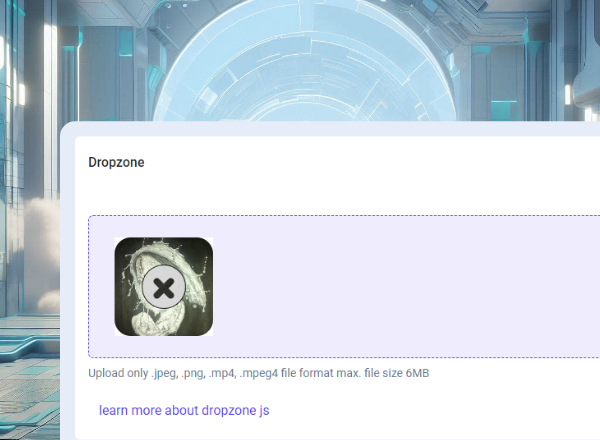 Dropzone
Upload only .jpeg, .png, .mp4, .mpeg4 file format max. file size 6MB
learn more about dropzone js